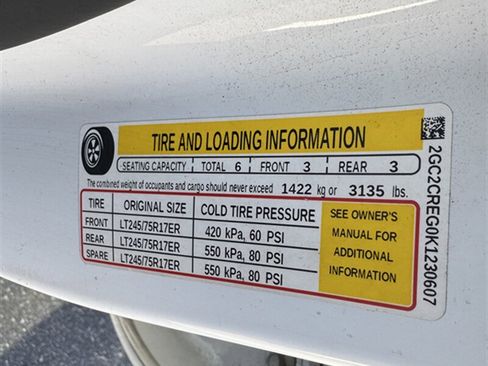 TIRE AND LOADING INFORMATION
SEATING CAPACITY TOTAL 6 FRONT 3 REAR 3
The combined weight of occupants and cargo should never exceed 1422 kg or 3135 lbs.
TIRE ORIGINAL SIZE COLD TIRE PRESSURE
FRONT LT245/75R17ER 420 kPa, 60 PSI
REAR LT245/75R17ER 550 kPa, 80 PSI
SPARE LT245/75R17ER 550 kPa, 80 PSI
SEE OWNER'S
MANUAL FOR
ADDITIONAL
INFORMATION
2GC2CREG0K1230607